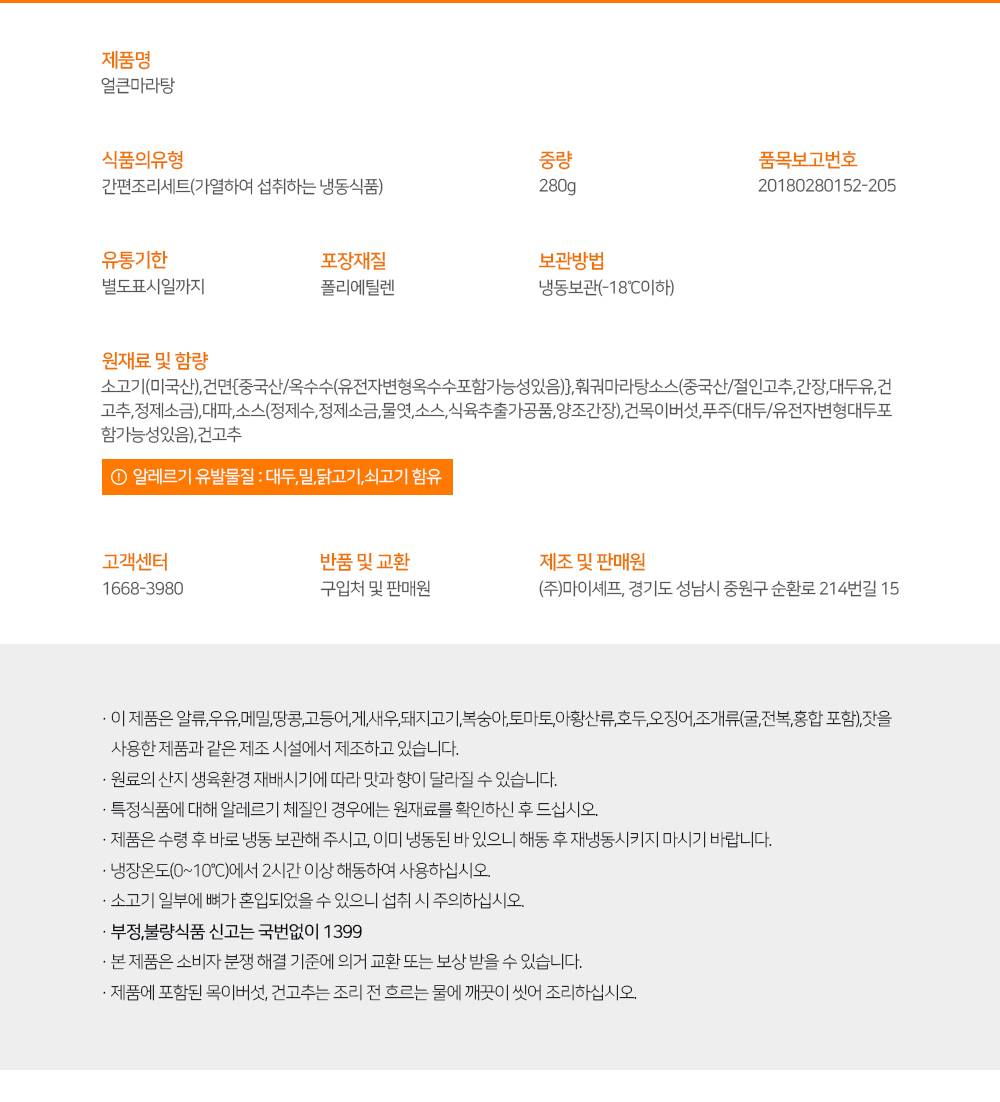 제품명
얼큰마라탕
식품의유형
간편조리세트(가열하여 섭취하는 냉동식품)
중량
280g
품목보고번호
20180280152-205
유통기한
별도표시일까지
포장재질
폴리에틸렌
보관방법
냉동보관(-18℃이하)
원재료 및 함량
소고기(미국산),건면{중국산/옥수수(유전자변형옥수수포함가능성있음)},훠궈마라탕소스(중국산/절인고추,간장,대두유,건
고추,정제소금),대파,소스(정제수,정제소금,물엿,소스,식육추출가공품,양조간장),건목이버섯,푸주(대두/유전자변형대두포
함가능성있음),건고추
알레르기 유발물질 : 대두,밀,닭고기,쇠고기 함유
고객센터
1668-3980
반품 및 교환
구입처 및 판매원
제조 및 판매원
(주)마이셰프, 경기도 성남시 중원구 순환로 214번길 15
· 이 제품은 알류,우유,메밀,땅콩,고등어,게,새우,돼지고기,복숭아,토마토,아황산류,호두,오징어,조개류(굴,전복,홍합 포함),잣을
사용한 제품과 같은 제조 시설에서 제조하고 있습니다.
· 원료의 산지 생육환경 재배시기에 따라 맛과 향이 달라질 수 있습니다.
· 특정식품에 대해 알레르기 체질인 경우에는 원재료를 확인하신 후 드십시오.
· 제품은 수령 후 바로 냉동 보관해 주시고, 이미 냉동된 바 있으니 해동 후 재냉동시키지 마시기 바랍니다.
· 냉장온도(0~10℃)에서 2시간 이상 해동하여 사용하십시오.
· 소고기 일부에 뼈가 혼입되었을 수 있으니 섭취 시 주의하십시오.
· 부정,불량식품 신고는 국번없이 1399
· 본 제품은 소비자 분쟁 해결 기준에 의거 교환 또는 보상 받을 수 있습니다.
· 제품에 포함된 목이버섯, 건고추는 조리 전 흐르는 물에 깨끗이 씻어 조리하십시오.